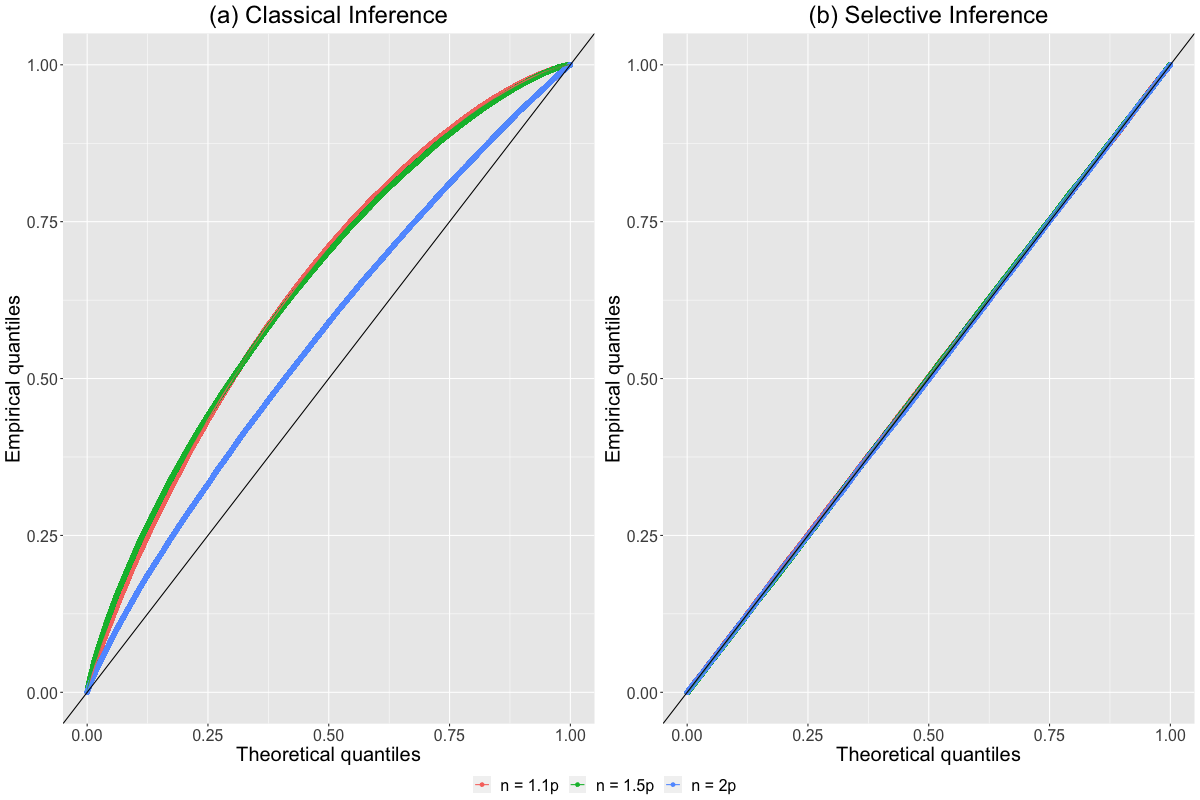 (a) Classical Inference
1.00
0.75
0.50
0.25
0.00
Empirical quantiles
0.00 0.25 0.50 0.75 1.00
Theoretical quantiles
(b) Selective Inference
1.00
0.75
0.50
0.25
0.00
Empirical quantiles
0.00 0.25 0.50 0.75 1.00
Theoretical quantiles
n = 1.1p n = 1.5p n = 2p